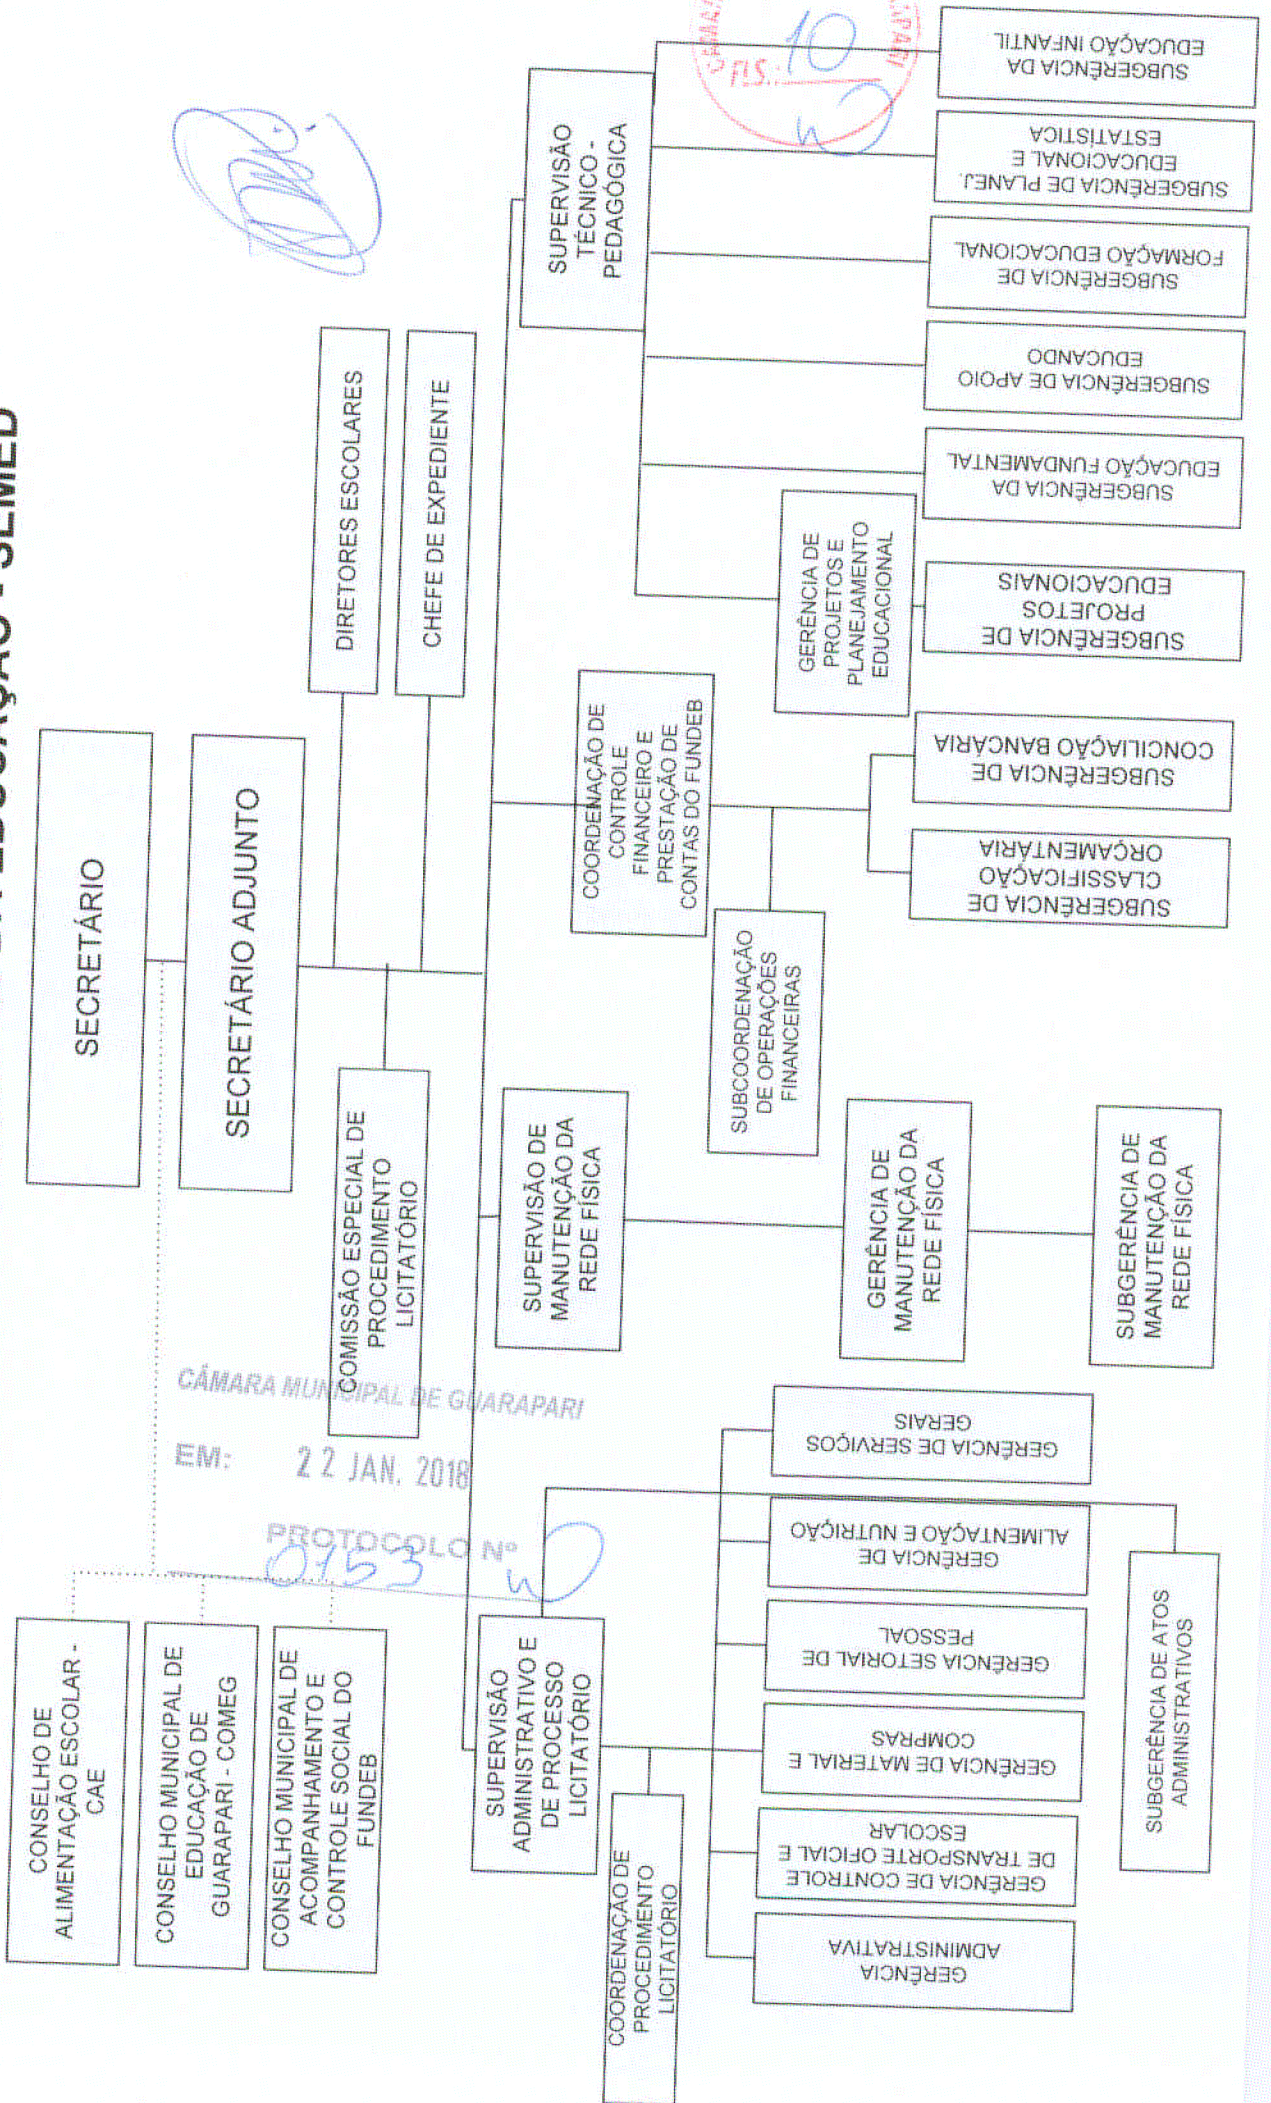 EDUCAÇÃO - SEMED
SECRETÁRIO
SECRETÁRIO ADJUNTO
DIRETORES ESCOLARES
CHEFE DE EXPEDIENTE
COMISSÃO ESPECIAL DE
PROCEDIMENTO
LICITATÓRIO
CONSELHO DE
ALIMENTAÇÃO ESCOLAR -
CAE
CONSELHO MUNICIPAL DE
EDUCAÇÃO DE
GUARAPARI - COMEG
CONSELHO MUNICIPAL DE
ACOMPANHAMENTO E
CONTROLE SOCIAL DO
FUNDEB
CÂMARA MUNICIPAL DE GUARAPARI
EM: 22 JAN. 2018
PROTOCOLO Nº
0153
SUPERVISÃO
ADMINISTRATIVO E
DE PROCESSO
LICITATÓRIO
SUPERVISÃO DE
MANUTENÇÃO DA
REDE FÍSICA
COORDENAÇÃO DE
CONTROLE
FINANCEIRO E
PRESTAÇÃO DE
CONTAS DO FUNDEB
SUPERVISÃO
TÉCNICO -
PEDAGÓGICA
FLS.: 10
COORDENAÇÃO DE
PROCEDIMENTO
LICITATÓRIO
SUBCOORDENAÇÃO
DE OPERAÇÕES
FINANCEIRAS
GERÊNCIA DE
PROJETOS E
PLANEJAMENTO
EDUCACIONAL
GERÊNCIA
ADMINISTRATIVA
GERÊNCIA DE CONTROLE
DE TRANSPORTE OFICIAL E
ESCOLAR
GERÊNCIA DE MATERIAL E
COMPRAS
GERÊNCIA SETORIAL DE
PESSOAL
GERÊNCIA DE
ALIMENTAÇÃO E NUTRIÇÃO
GERÊNCIA DE SERVIÇOS
GERAIS
GERÊNCIA DE
MANUTENÇÃO DA
REDE FÍSICA
SUBGERÊNCIA DE
CLASSIFICAÇÃO
ORÇAMENTÁRIA
SUBGERÊNCIA DE
CONCILIAÇÃO BANCÁRIA
SUBGERÊNCIA DE
PROJETOS
EDUCACIONAIS
SUBGERÊNCIA DA
EDUCAÇÃO FUNDAMENTAL
SUBGERÊNCIA DE APOIO
EDUCANDO
SUBGERÊNCIA DE
FORMAÇÃO EDUCACIONAL
SUBGERÊNCIA DE PLANEJ.
EDUCACIONAL E
ESTATÍSTICA
SUBGERÊNCIA DA
EDUCAÇÃO INFANTIL
SUBGERÊNCIA DE ATOS
ADMINISTRATIVOS
SUBGERÊNCIA DE
MANUTENÇÃO DA
REDE FÍSICA